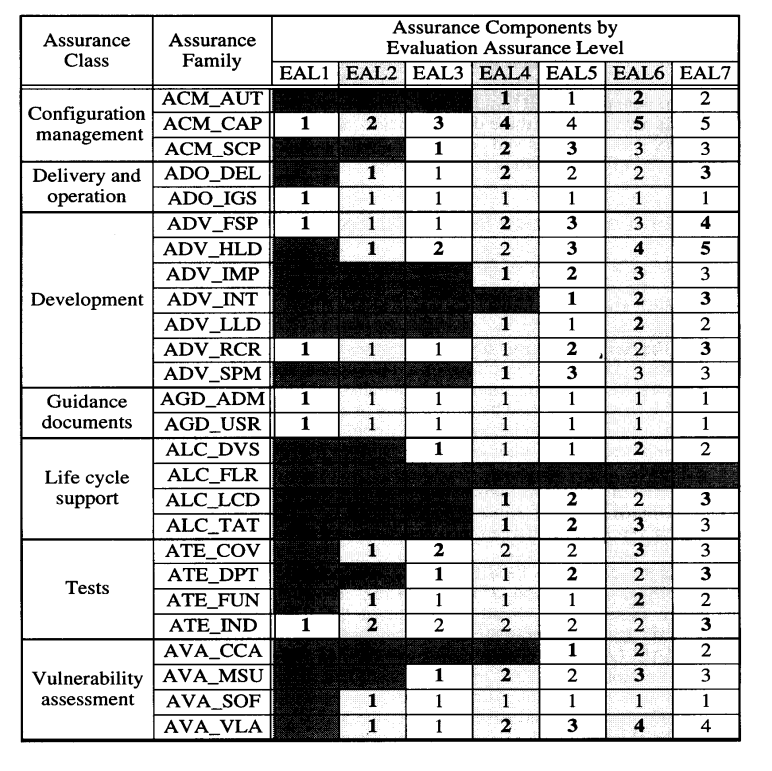 Assurance Class Assurance Family Assurance Components by Evaluation Assurance Level
EAL1 EAL2 EAL3 EAL4 EAL5 EAL6 EAL7
Configuration management
ACM_AUT 1 1 2 2
ACM_CAP 1 2 3 4 4 5 5
ACM_SCP 1 2 3 3 3
Delivery and operation
ADO_DEL 1 1 2 2 2 3
ADO_IGS 1 1 1 1 1 1 1
Development
ADV_FSP 1 1 1 2 3 3 4
ADV_HLD 1 2 2 3 4 5
ADV_IMP 1 2 3 3
ADV_INT 1 2 3
ADV_LLD 1 1 2 2
ADV_RCR 1 1 1 1 2 2 3
ADV_SPM 1 3 3 3
Guidance documents
AGD_ADM 1 1 1 1 1 1 1
AGD_USR 1 1 1 1 1 1 1
Life cycle support
ALC_DVS 1 1 1 2 2
ALC_FLR
ALC_LCD 1 2 2 3
ALC_TAT 1 2 3 3
Tests
ATE_COV 1 2 2 2 3 3
ATE_DPT 1 1 2 2 3
ATE_FUN 1 1 1 1 2 2
ATE_IND 1 2 2 2 2 2 3
Vulnerability assessment
AVA_CCA 1 2 2
AVA_MSU 1 2 2 3 3
AVA_SOF 1 1 1 1 1 1
AVA_VLA 1 1 2 3 4 4